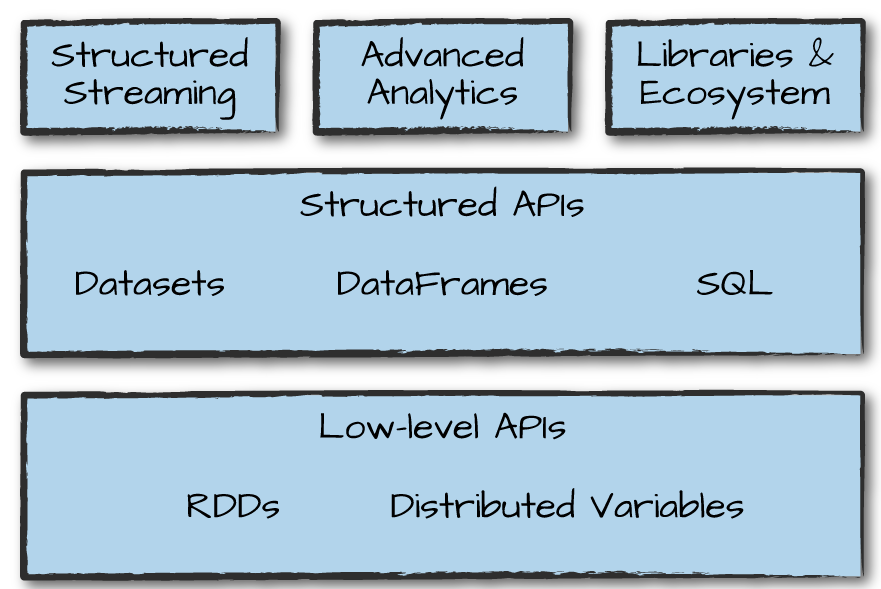 Structured
Streaming
Advanced
Analytics
Libraries &
Ecosystem
Structured APIs
Datasets DataFrames SQL
Low-level APIs
RDDs Distributed Variables